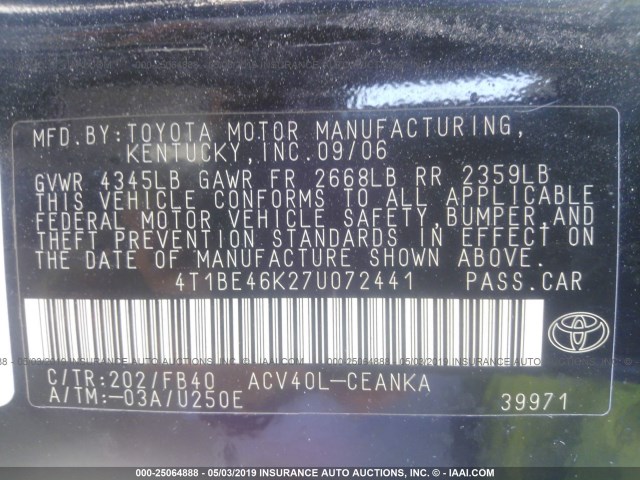 MFD.BY:TOYOTA MOTOR MANUFACTURING,
KENTUCKY,INC.09/06
GVWR 4345LB GAWR FR 2668LB RR 2359LB
THIS VEHICLE CONFORMS TO ALL APPLICABLE
FEDERAL MOTOR VEHICLE SAFETY,BUMPER,AND
THEFT PREVENTION STANDARDS IN EFFECT ON
THE DATE OF MANUFACTURE SHOWN ABOVE.
4T1BE46K27U072441 PASS.CAR
C/TR:202/FB40 ACV40L-CEANKA
A/TM:-03A/U250E 39971
000-25064888 - 05/03/2019 INSURANCE AUTO AUCTIONS, INC. - IAAI.COM